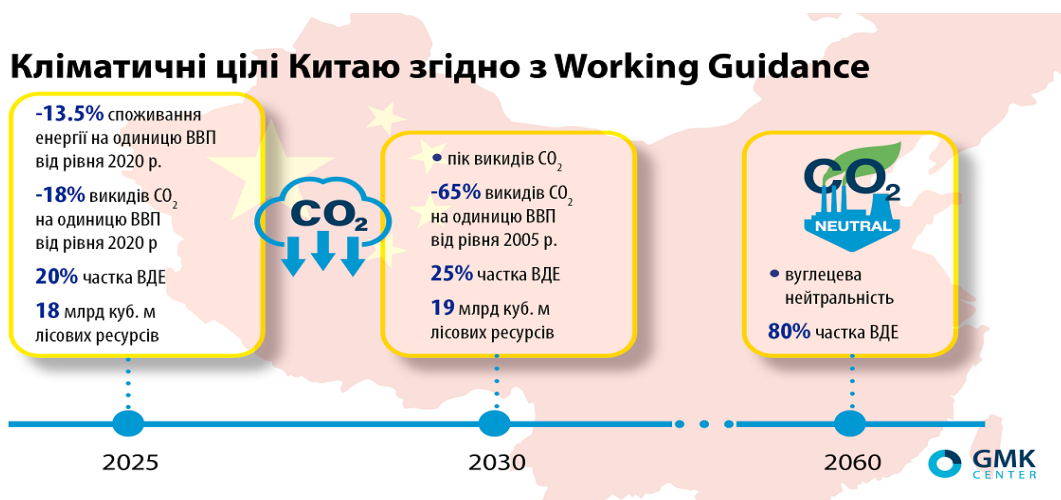 Кліматичні цілі Китаю згідно з Working Guidance
-13.5% споживання
енергії на одиницю ВВП
від рівня 2020 р.
-18% викидів CO₂
на одиницю ВВП
від рівня 2020 р
20% частка ВДЕ
18 млрд куб. м
лісових ресурсів
CO₂
• пік викидів CO₂
-65% викидів CO₂
на одиницю ВВП
від рівня 2005 р.
25% частка ВДЕ
19 млрд куб. м
лісових ресурсів
CO₂
NEUTRAL
• вуглецева
нейтральність
80% частка ВДЕ
2025
2030
2060
GMK
CENTER